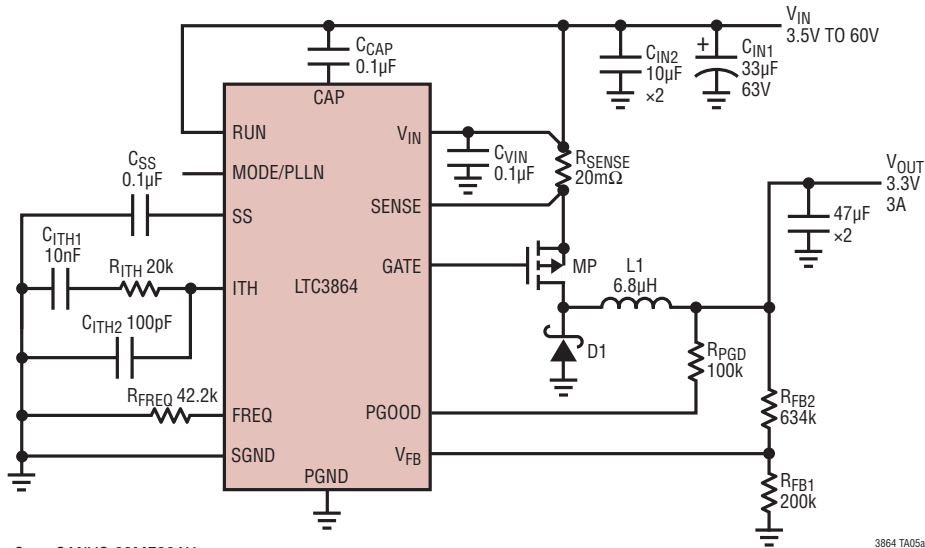 V_IN
3.5V TO 60V
C_CAP
0.1µF
C_IN2
10µF
×2
+
C_IN1
33µF
63V
CAP
RUN
V_IN
C_VIN
0.1µF
R_SENSE
20mΩ
MODE/PLLN
C_SS
0.1µF
SS
SENSE
V_OUT
3.3V
3A
47µF
×2
C_ITH1
10nF
R_ITH 20k
ITH
LTC3864
GATE
MP
L1
6.8µH
C_ITH2 100pF
D1
R_PGD
100k
R_FREQ 42.2k
FREQ
PGOOD
R_FB2
634k
SGND
V_FB
PGND
R_FB1
200k
3864 TA05a